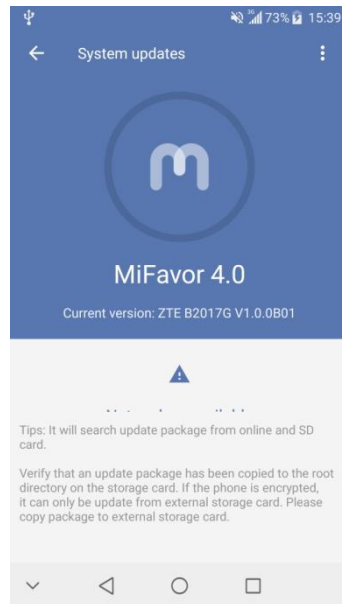 3G 73% 15:39
System updates
m
MiFavor 4.0
Current version: ZTE B2017G V1.0.0B01
Tips: It will search update package from online and SD
card.
Verify that an update package has been copied to the root
directory on the storage card. If the phone is encrypted,
it can only be update from external storage card. Please
copy package to external storage card.